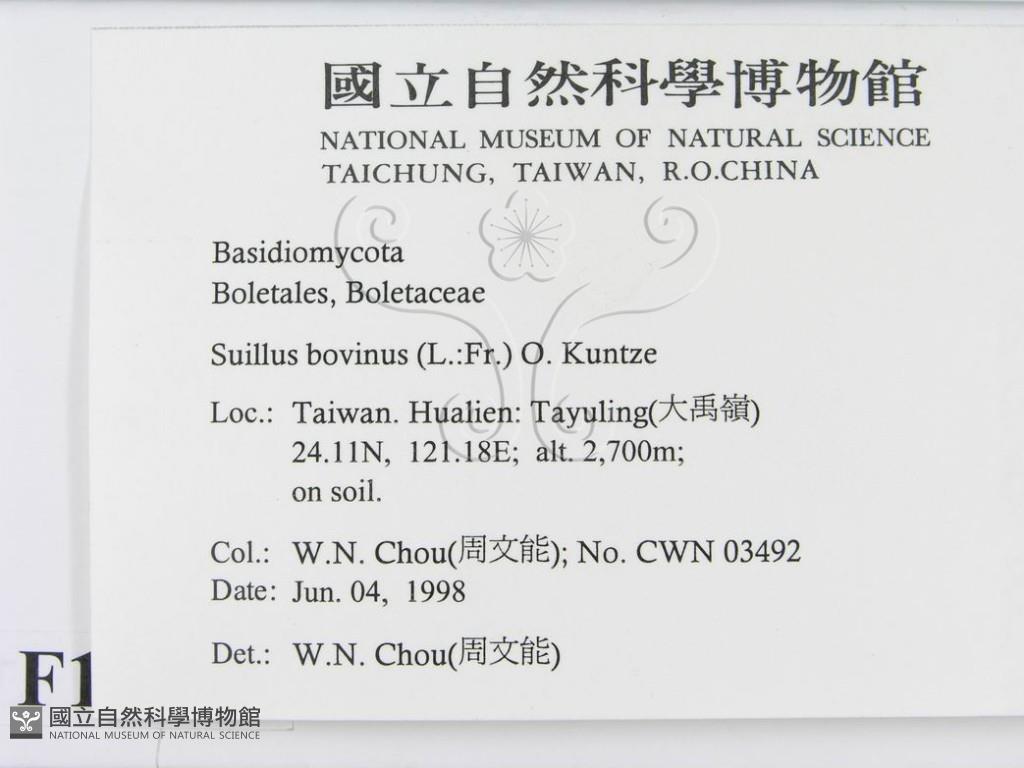 國立自然科學博物館
NATIONAL MUSEUM OF NATURAL SCIENCE
TAICHUNG, TAIWAN, R.O.CHINA
Basidiomycota
Boletales, Boletaceae
Suillus bovinus (L.:Fr.) O. Kuntze
Loc.: Taiwan. Hualien: Tayuling(大禹嶺)
24.11N, 121.18E; alt. 2,700m;
on soil.
Col.: W.N. Chou(周文能); No. CWN 03492
Date: Jun. 04, 1998
Det.: W.N. Chou(周文能)
F1
國立自然科學博物館
NATIONAL MUSEUM OF NATURAL SCIENCE